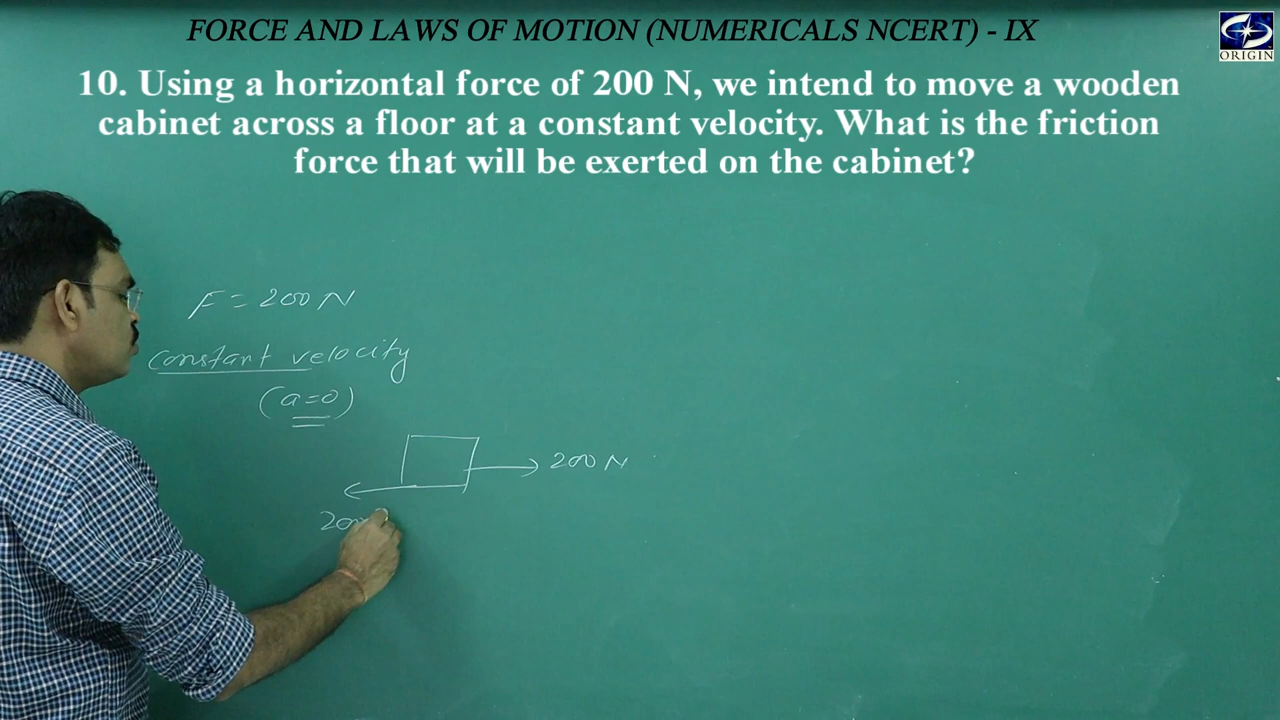 FORCE AND LAWS OF MOTION (NUMERICALS NCERT) - IX
ORIGIN
10. Using a horizontal force of 200 N, we intend to move a wooden
cabinet across a floor at a constant velocity. What is the friction
force that will be exerted on the cabinet?
F = 200 N
constant velocity
(a=0)
200 N
200